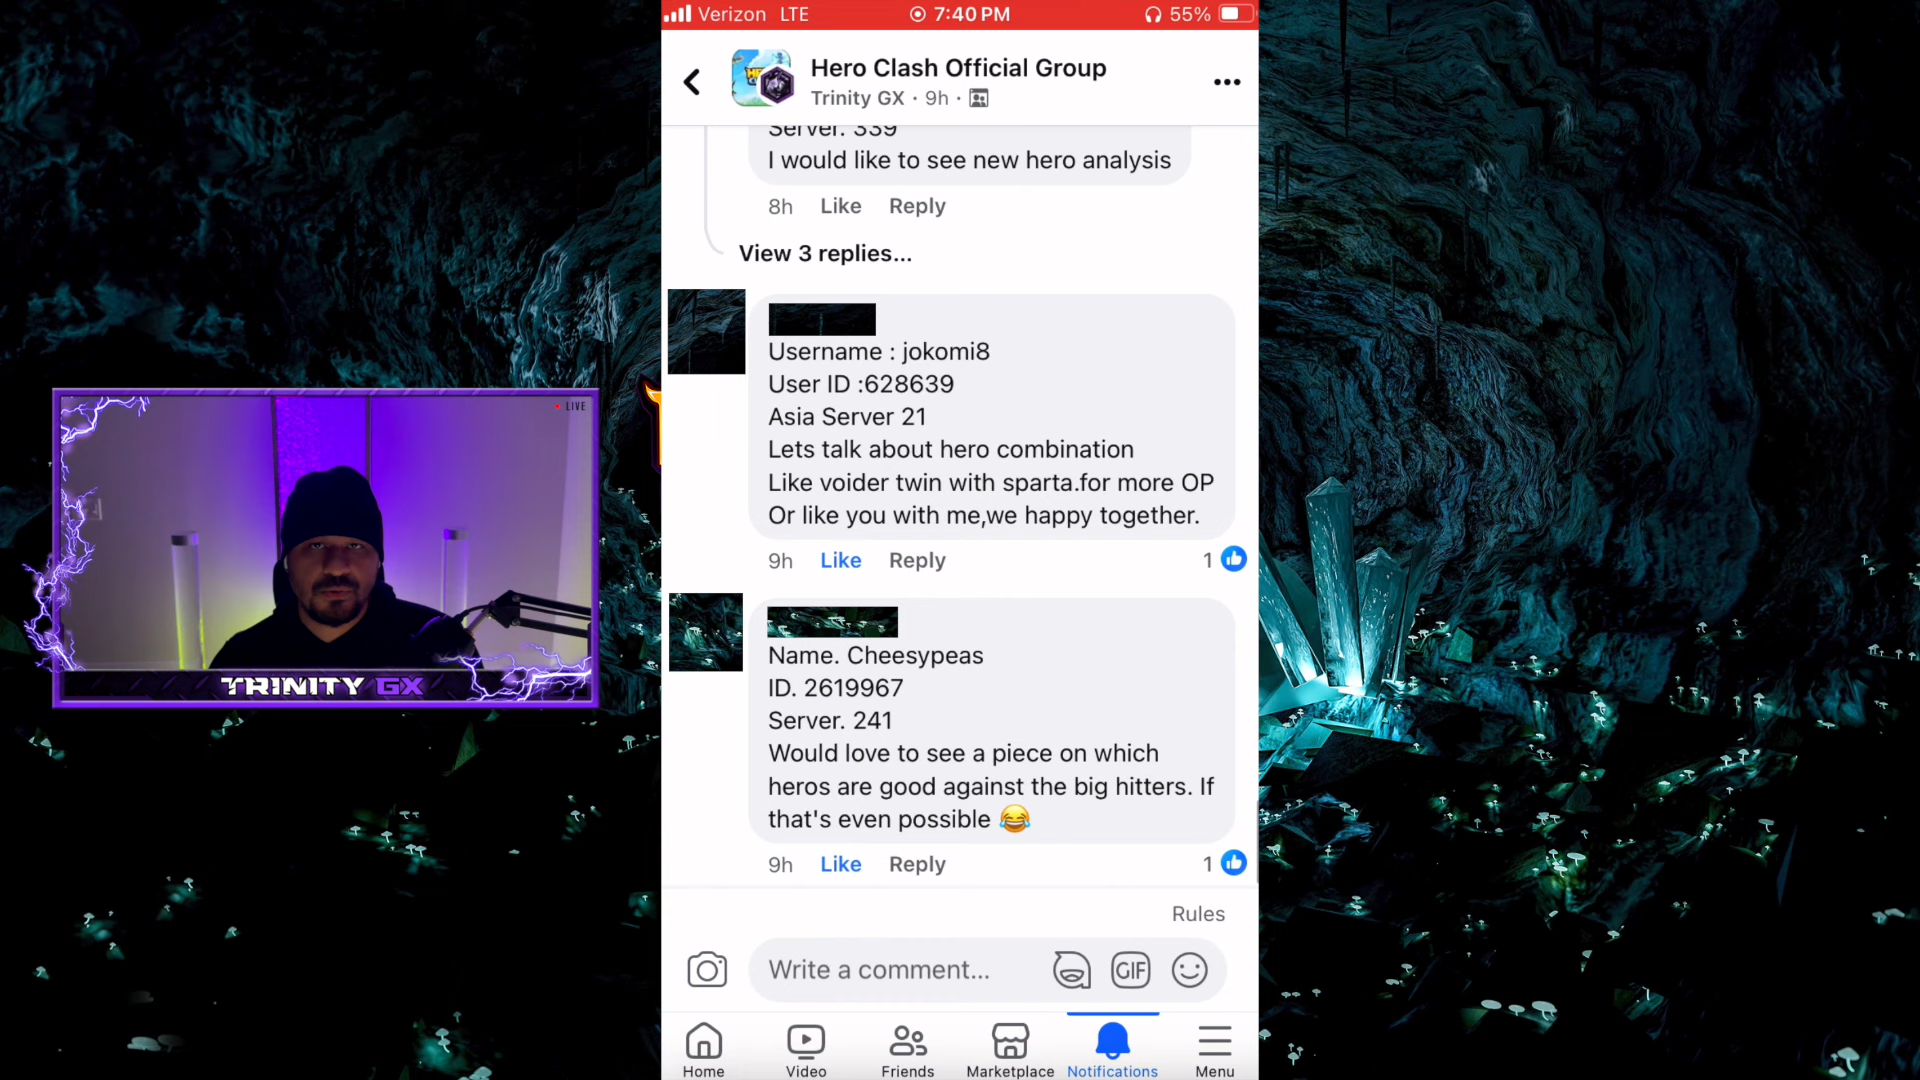 Verizon LTE 7:40 PM 55%
Hero Clash Official Group
Trinity GX · 9h ·
Server. 339
I would like to see new hero analysis
8h Like Reply
View 3 replies...
Username : jokomi8
User ID :628639
Asia Server 21
Lets talk about hero combination
Like voider twin with sparta.for more OP
Or like you with me,we happy together.
9h Like Reply 1
Name. Cheesypeas
ID. 2619967
Server. 241
Would love to see a piece on which
heros are good against the big hitters. If
that's even possible 😂
9h Like Reply 1
Rules
Write a comment...
GIF
Home Video Friends Marketplace Notifications Menu
LIVE
TRINITY GX